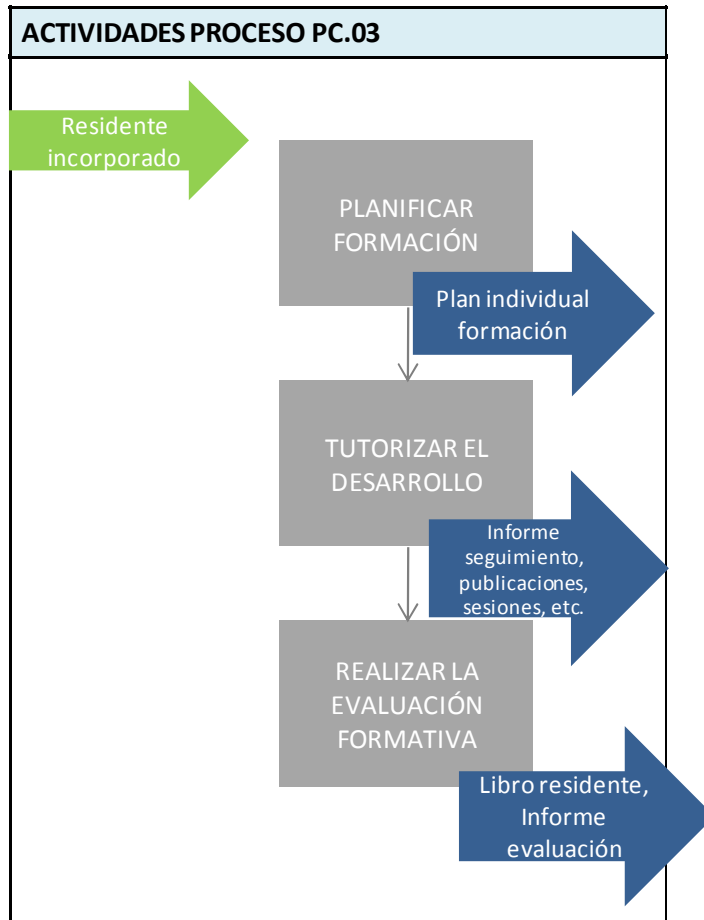 ACTIVIDADES PROCESO PC.03
Residente
incorporado
PLANIFICAR
FORMACIÓN
Plan individual
formación
TUTORIZAR EL
DESARROLLO
Informe
seguimiento,
publicaciones,
sesiones, etc.
REALIZAR LA
EVALUACIÓN
FORMATIVA
Libro residente,
Informe
evaluación